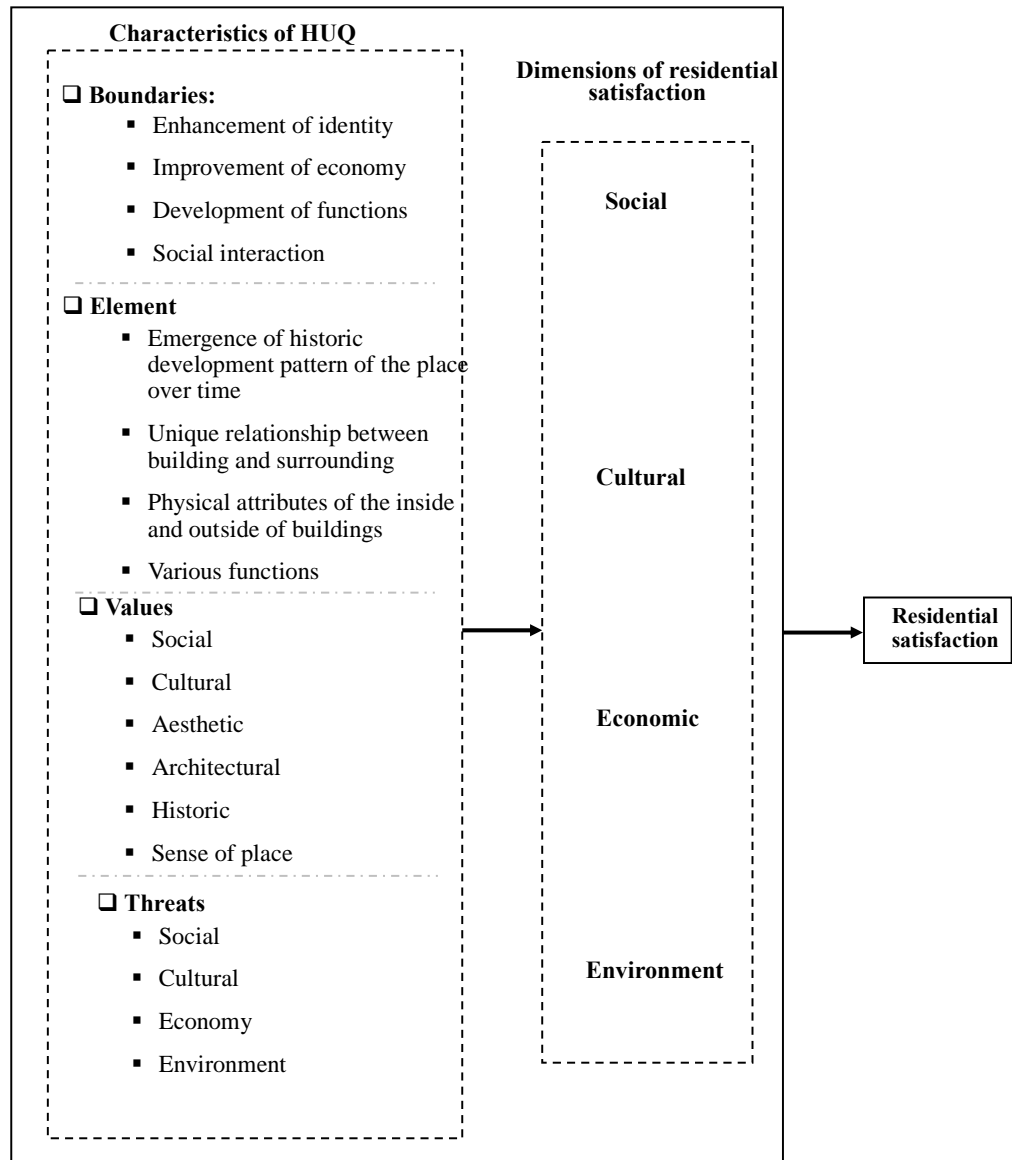 Characteristics of HUQ
❑ Boundaries:
▪ Enhancement of identity
▪ Improvement of economy
▪ Development of functions
▪ Social interaction
❑ Element
▪ Emergence of historic
development pattern of the place
over time
▪ Unique relationship between
building and surrounding
▪ Physical attributes of the inside
and outside of buildings
▪ Various functions
❑ Values
▪ Social
▪ Cultural
▪ Aesthetic
▪ Architectural
▪ Historic
▪ Sense of place
❑ Threats
▪ Social
▪ Cultural
▪ Economy
▪ Environment
Dimensions of residential
satisfaction
Social
Cultural
Economic
Environment
Residential
satisfaction